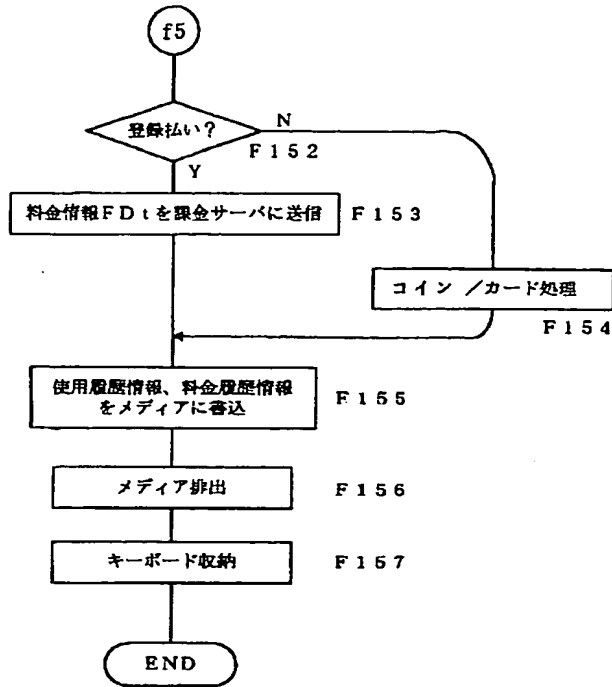 f5
登録払い?
N
F152
Y
料金情報FDtを課金サーバに送信
F153
コイン /カード処理
F154
使用履歴情報、料金履歴情報
をメディアに書込
F155
メディア排出
F156
キーボード収納
F157
END